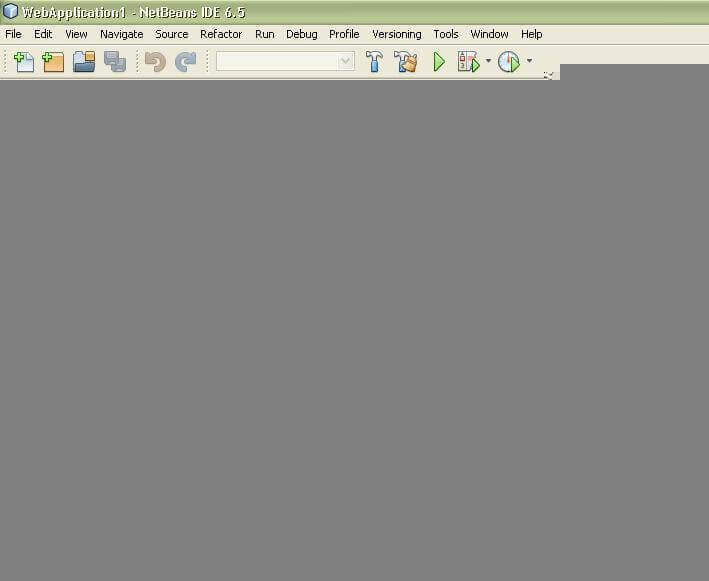 WebApplication1 - NetBeans IDE 6.5
File Edit View Navigate Source Refactor Run Debug Profile Versioning Tools Window Help